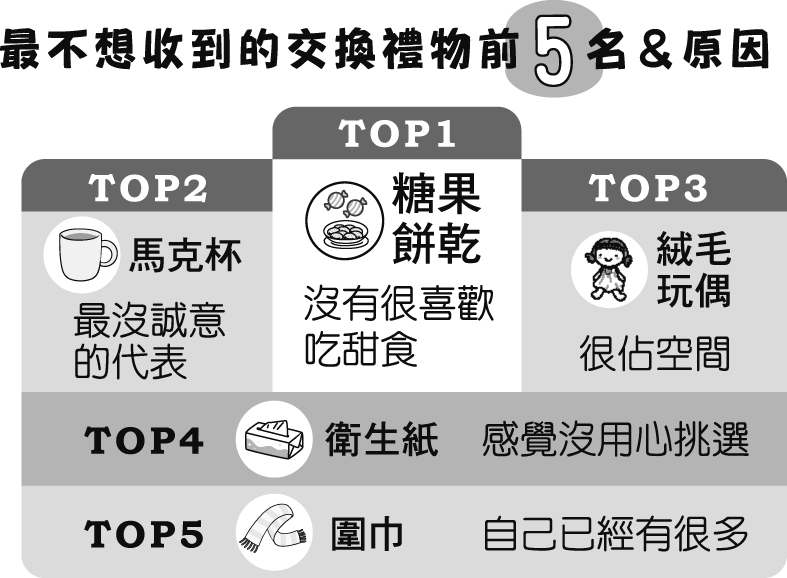 最不想收到的交換禮物前5名&原因
TOP1
糖果
餅乾
沒有很喜歡
吃甜食
TOP2
馬克杯
最沒誠意
的代表
TOP3
絨毛
玩偶
很佔空間
TOP4 衛生紙 感覺沒用心挑選
TOP5 圍巾 自己已經有很多